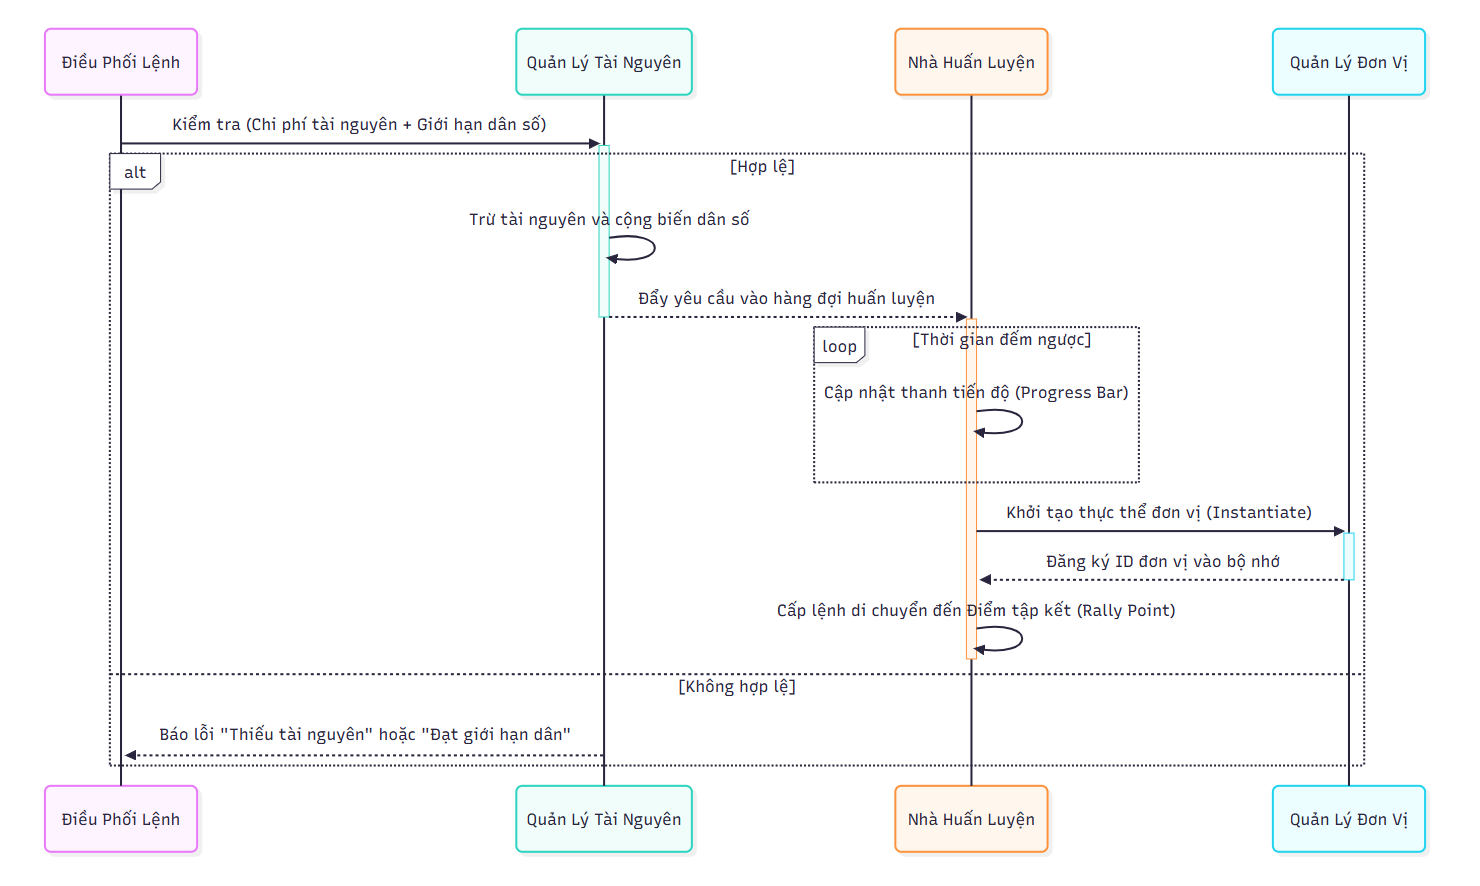 Điều Phối Lệnh
Quản Lý Tài Nguyên
Nhà Huấn Luyện
Quản Lý Đơn Vị
Kiểm tra (Chi phí tài nguyên + Giới hạn dân số)
alt
[Hợp lệ]
Trừ tài nguyên và cộng biến dân số
Đẩy yêu cầu vào hàng đợi huấn luyện
loop
[Thời gian đếm ngược]
Cập nhật thanh tiến độ (Progress Bar)
Khởi tạo thực thể đơn vị (Instantiate)
Đăng ký ID đơn vị vào bộ nhớ
Cấp lệnh di chuyển đến Điểm tập kết (Rally Point)
[Không hợp lệ]
Báo lỗi "Thiếu tài nguyên" hoặc "Đạt giới hạn dân"
Điều Phối Lệnh
Quản Lý Tài Nguyên
Nhà Huấn Luyện
Quản Lý Đơn Vị